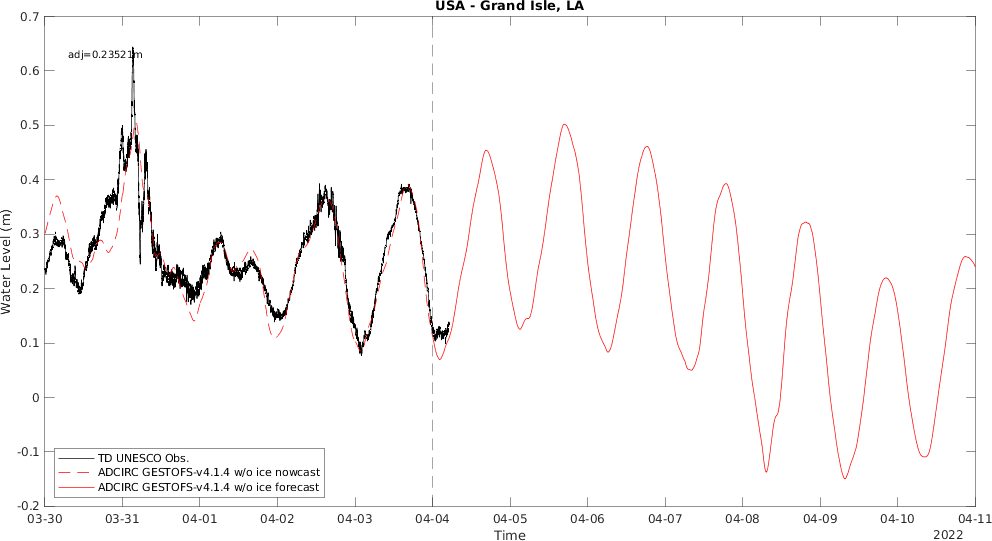 USA - Grand Isle, LA
adj=0.23521m
Water Level (m)
0.7
0.6
0.5
0.4
0.3
0.2
0.1
0
-0.1
-0.2
TD UNESCO Obs.
ADCIRC GESTOFS-v4.1.4 w/o ice nowcast
ADCIRC GESTOFS-v4.1.4 w/o ice forecast
03-30 03-31 04-01 04-02 04-03 04-04 04-05 04-06 04-07 04-08 04-09 04-10 04-11
Time
2022